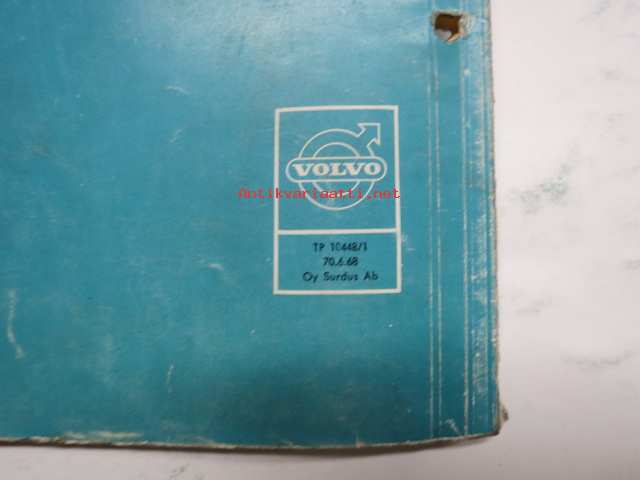 VOLVO
Antikvariaatti.net
TP 10448/1
70.6.68
Oy Surdus Ab